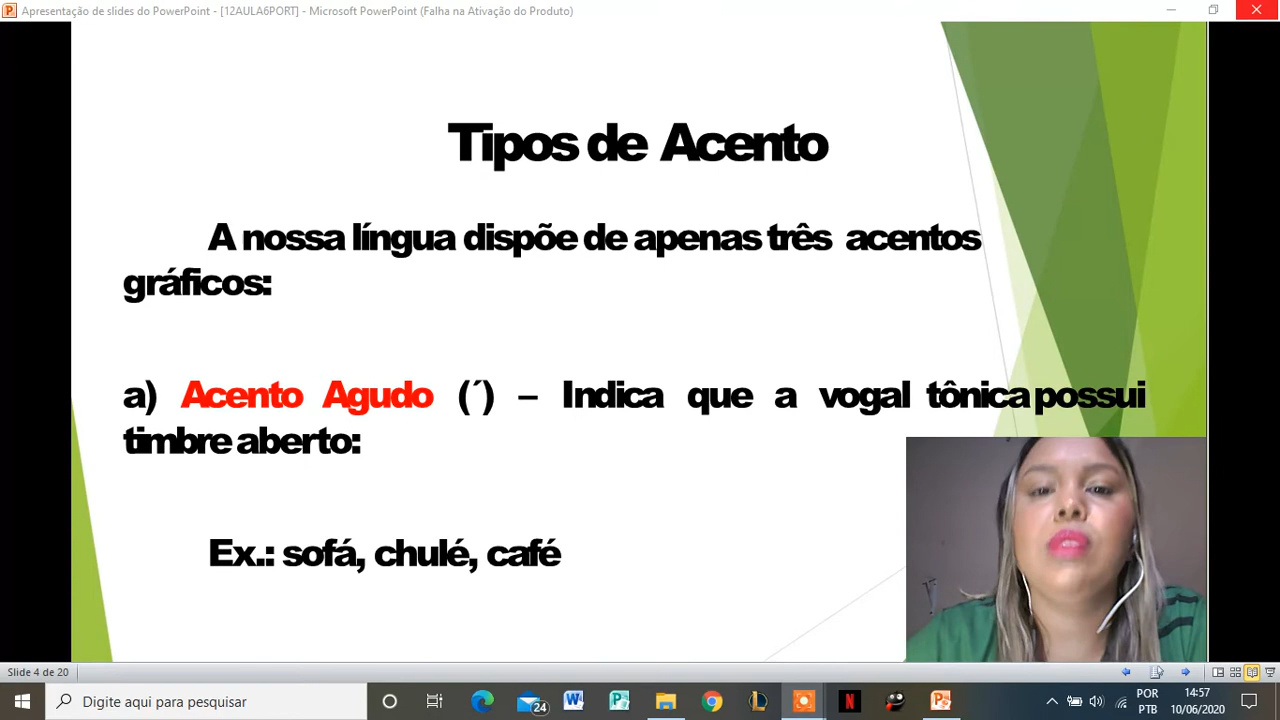 Apresentação de slides do PowerPoint - [12AULA6PORT] - Microsoft PowerPoint (Falha na Ativação do Produto)
Tipos de Acento
A nossa língua dispõe de apenas três acentos
gráficos:
a) Acento Agudo (´) – Indica que a vogal tônica possui
timbre aberto:
Ex.: sofá, chulé, café
Slide 4 de 20
Digite aqui para pesquisar
24
POR
PTB
14:57
10/06/2020